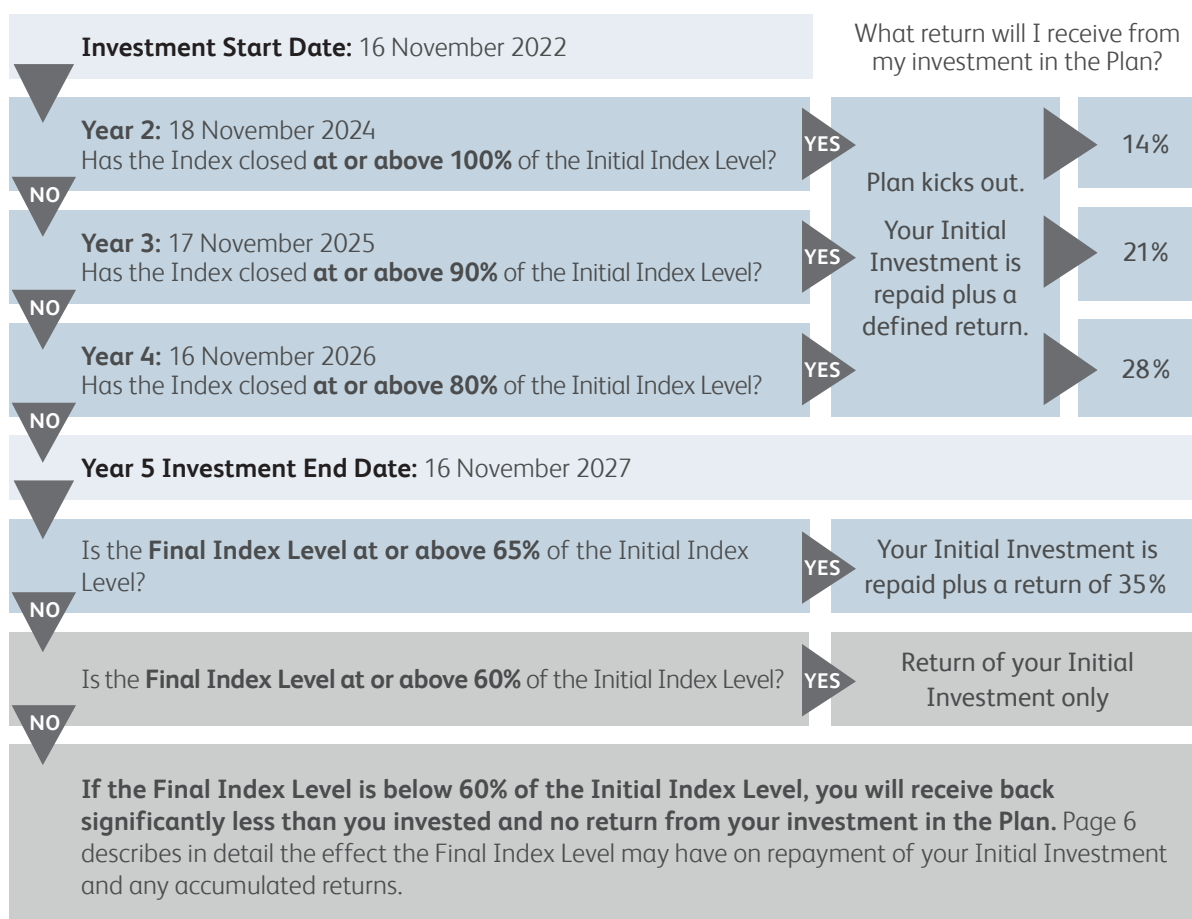 Investment Start Date: 16 November 2022
What return will I receive from
my investment in the Plan?
Year 2: 18 November 2024
Has the Index closed at or above 100% of the Initial Index Level?
YES
14%
NO
Year 3: 17 November 2025
Has the Index closed at or above 90% of the Initial Index Level?
YES
Plan kicks out.
Your Initial
Investment is
repaid plus a
defined return.
21%
NO
Year 4: 16 November 2026
Has the Index closed at or above 80% of the Initial Index Level?
YES
28%
NO
Year 5 Investment End Date: 16 November 2027
Is the Final Index Level at or above 65% of the Initial Index
Level?
YES
Your Initial Investment is
repaid plus a return of 35%
NO
Is the Final Index Level at or above 60% of the Initial Index Level?
YES
Return of your Initial
Investment only
NO
If the Final Index Level is below 60% of the Initial Index Level, you will receive back
significantly less than you invested and no return from your investment in the Plan. Page 6
describes in detail the effect the Final Index Level may have on repayment of your Initial Investment
and any accumulated returns.